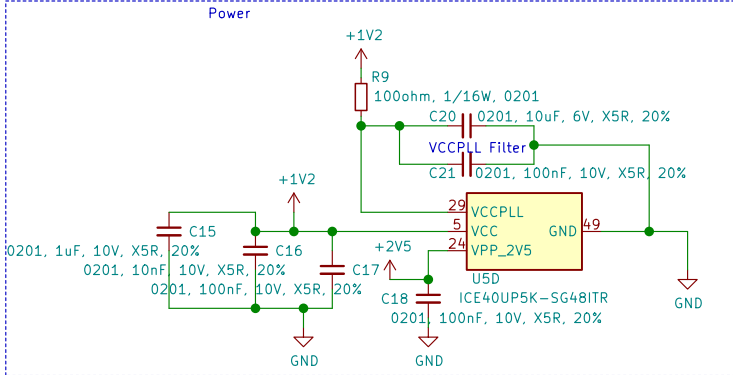 Power
+1V2
R9
100ohm, 1/16W, 0201
C20 0201, 10uF, 6V, X5R, 20%
VCCPLL Filter
C21 0201, 100nF, 10V, X5R, 20%
+1V2
29 VCCPLL
5 VCC
GND 49
24 VPP_2V5
C15
0201, 1uF, 10V, X5R, 20%
C16
0201, 10nF, 10V, X5R, 20%
C17
0201, 100nF, 10V, X5R, 20%
+2V5
U5D
C18
ICE40UP5K-SG48ITR
0201, 100nF, 10V, X5R, 20%
GND
GND
GND